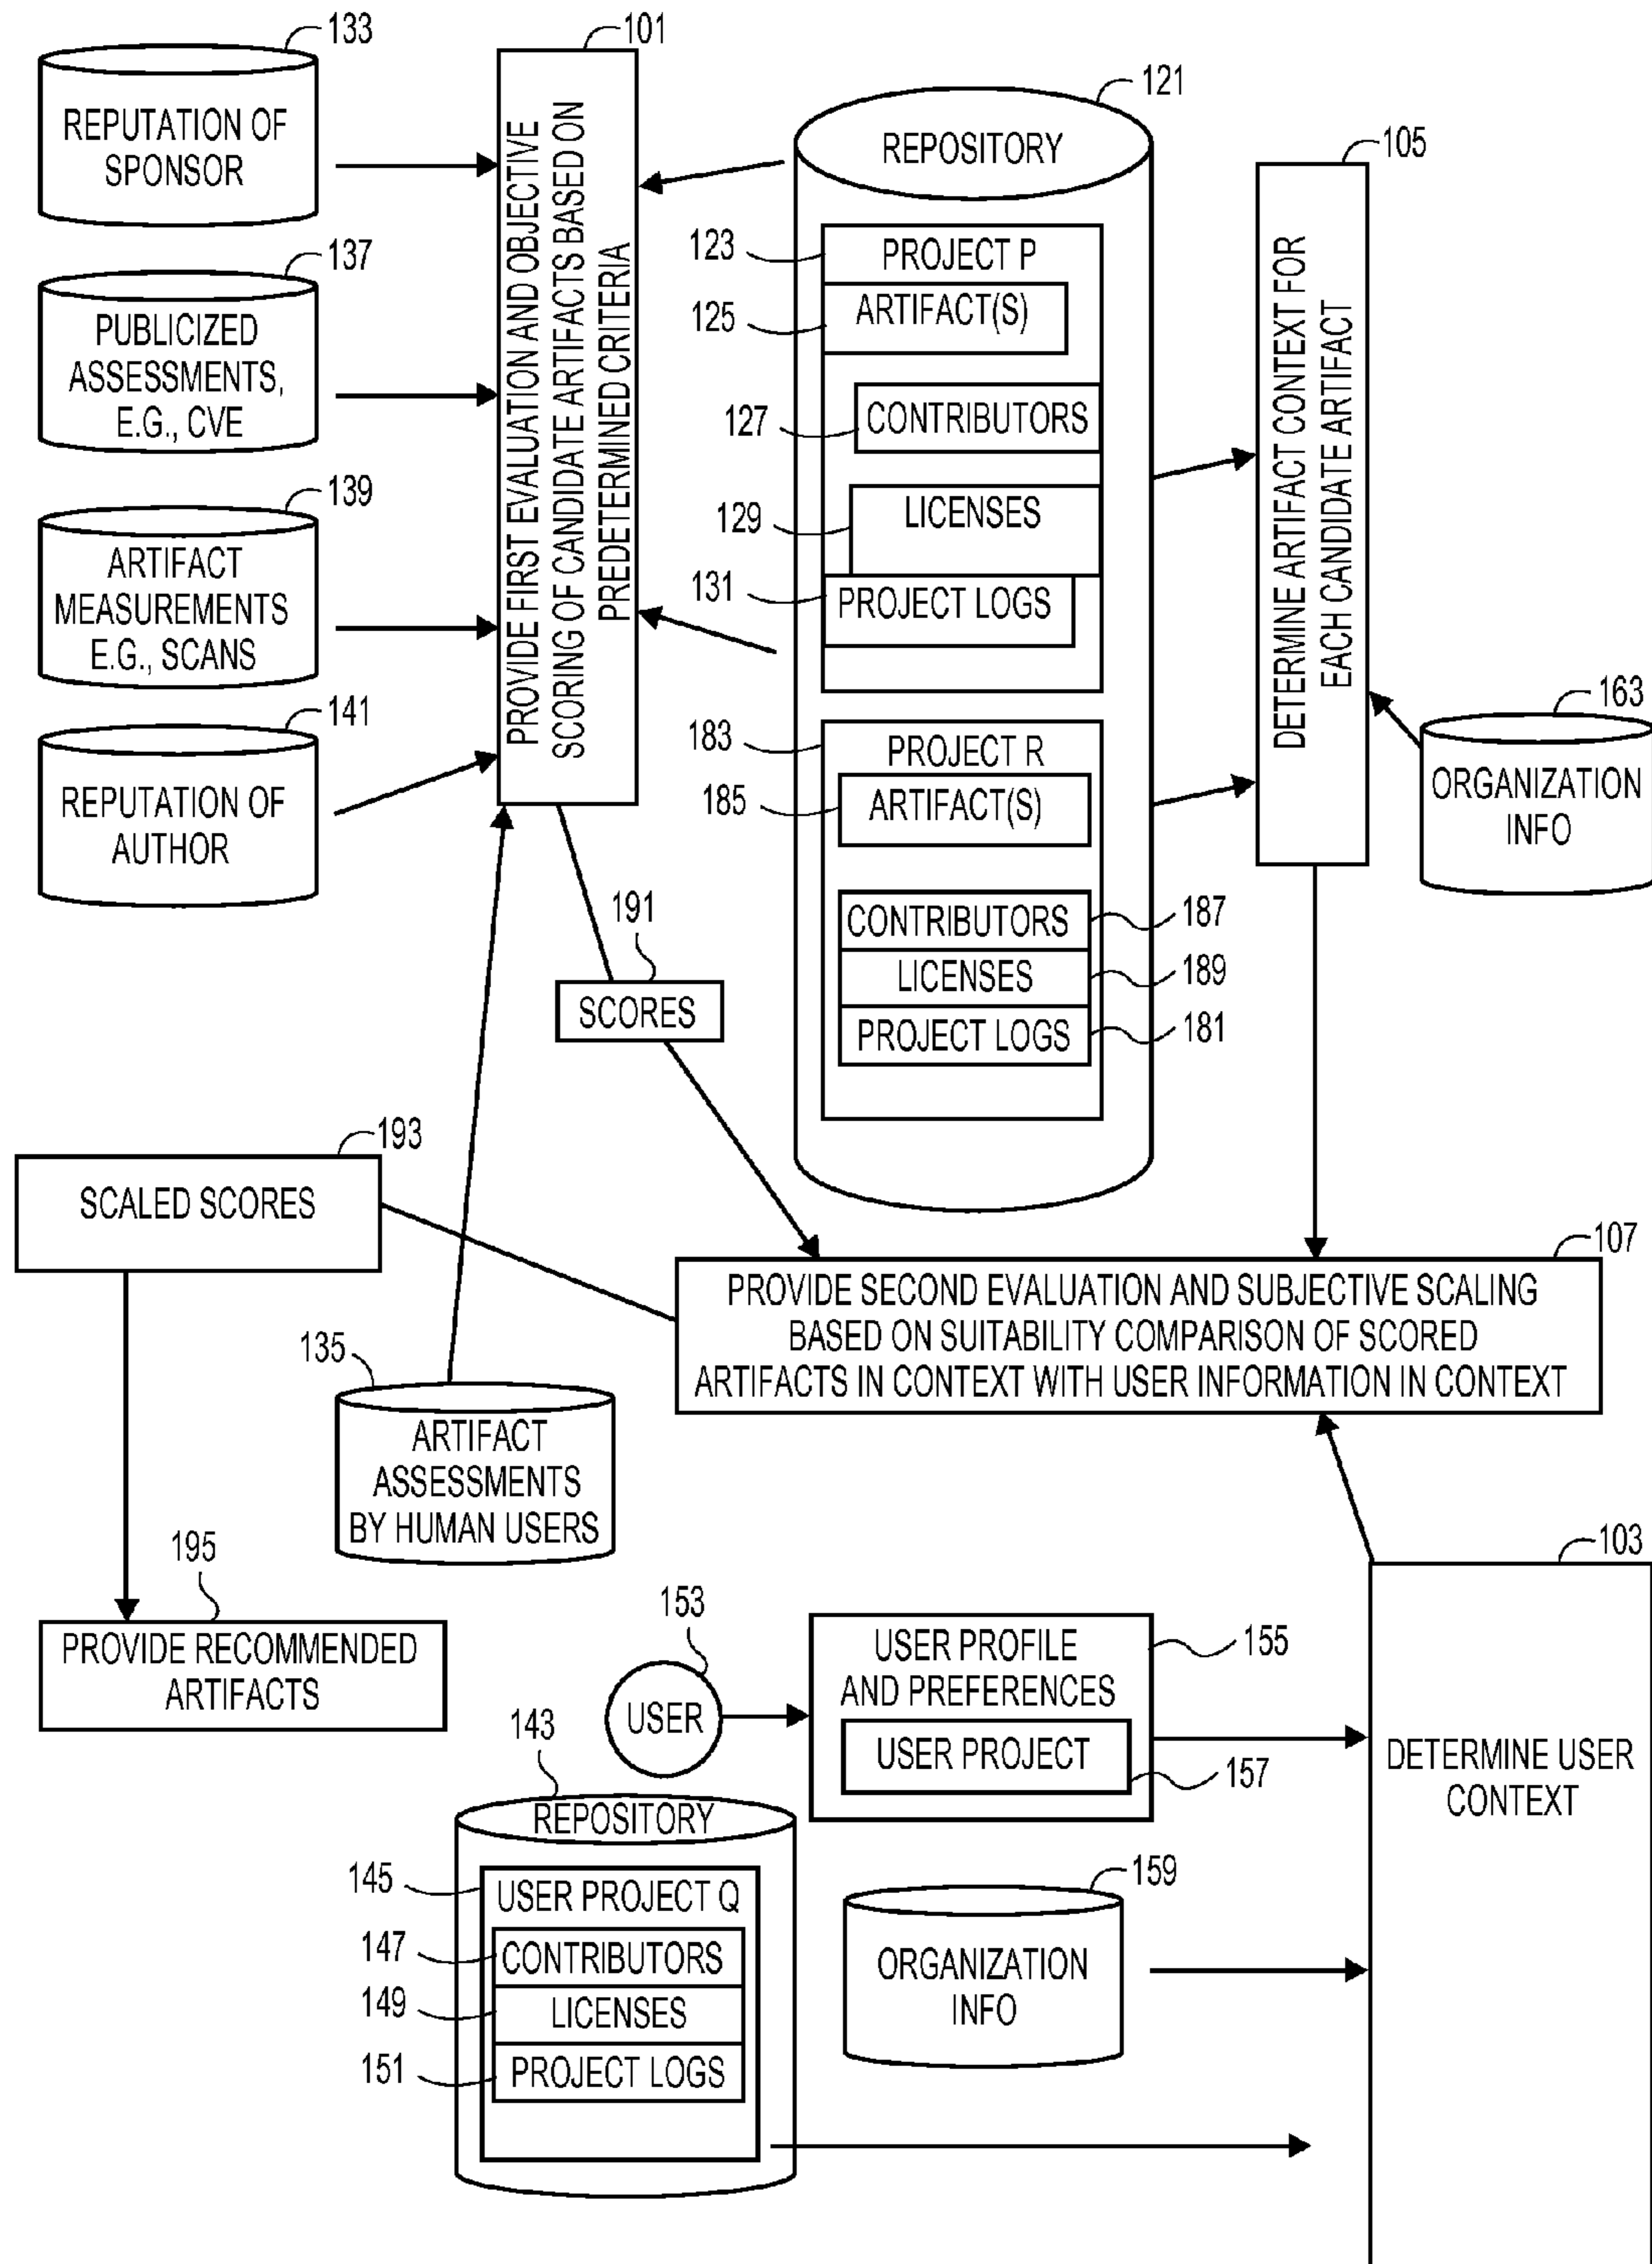 133
REPUTATION OF
SPONSOR
137
PUBLICIZED
ASSESSMENTS,
E.G., CVE
139
ARTIFACT
MEASUREMENTS
E.G., SCANS
141
REPUTATION OF
AUTHOR
101
PROVIDE FIRST EVALUATION AND OBJECTIVE
SCORING OF CANDIDATE ARTIFACTS BASED ON
PREDETERMINED CRITERIA
121
REPOSITORY
123
PROJECT P
125
ARTIFACT(S)
127
CONTRIBUTORS
129
LICENSES
131
PROJECT LOGS
183
PROJECT R
185
ARTIFACT(S)
CONTRIBUTORS
187
LICENSES
189
PROJECT LOGS
181
105
DETERMINE ARTIFACT CONTEXT FOR
EACH CANDIDATE ARTIFACT
163
ORGANIZATION
INFO
191
SCORES
193
SCALED SCORES
107
PROVIDE SECOND EVALUATION AND SUBJECTIVE SCALING
BASED ON SUITABILITY COMPARISON OF SCORED
ARTIFACTS IN CONTEXT WITH USER INFORMATION IN CONTEXT
135
ARTIFACT
ASSESSMENTS
BY HUMAN USERS
195
PROVIDE RECOMMENDED
ARTIFACTS
153
USER
USER PROFILE
AND PREFERENCES
155
USER PROJECT
157
103
DETERMINE USER
CONTEXT
143
REPOSITORY
145
USER PROJECT Q
147
CONTRIBUTORS
149
LICENSES
151
PROJECT LOGS
159
ORGANIZATION
INFO